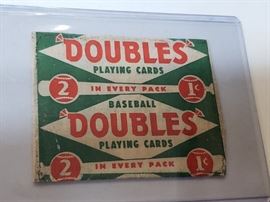 DOUBLES
PLAYING CARDS
2 IN EVERY PACK 1¢
BASEBALL
DOUBLES
PLAYING CARDS
2 IN EVERY PACK 1¢